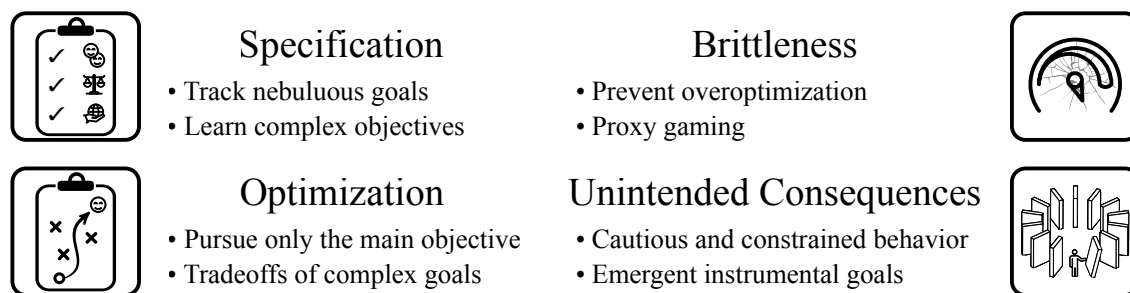 Specification
• Track nebuluous goals
• Learn complex objectives
Brittleness
• Prevent overoptimization
• Proxy gaming
Optimization
• Pursue only the main objective
• Tradeoffs of complex goals
Unintended Consequences
• Cautious and constrained behavior
• Emergent instrumental goals